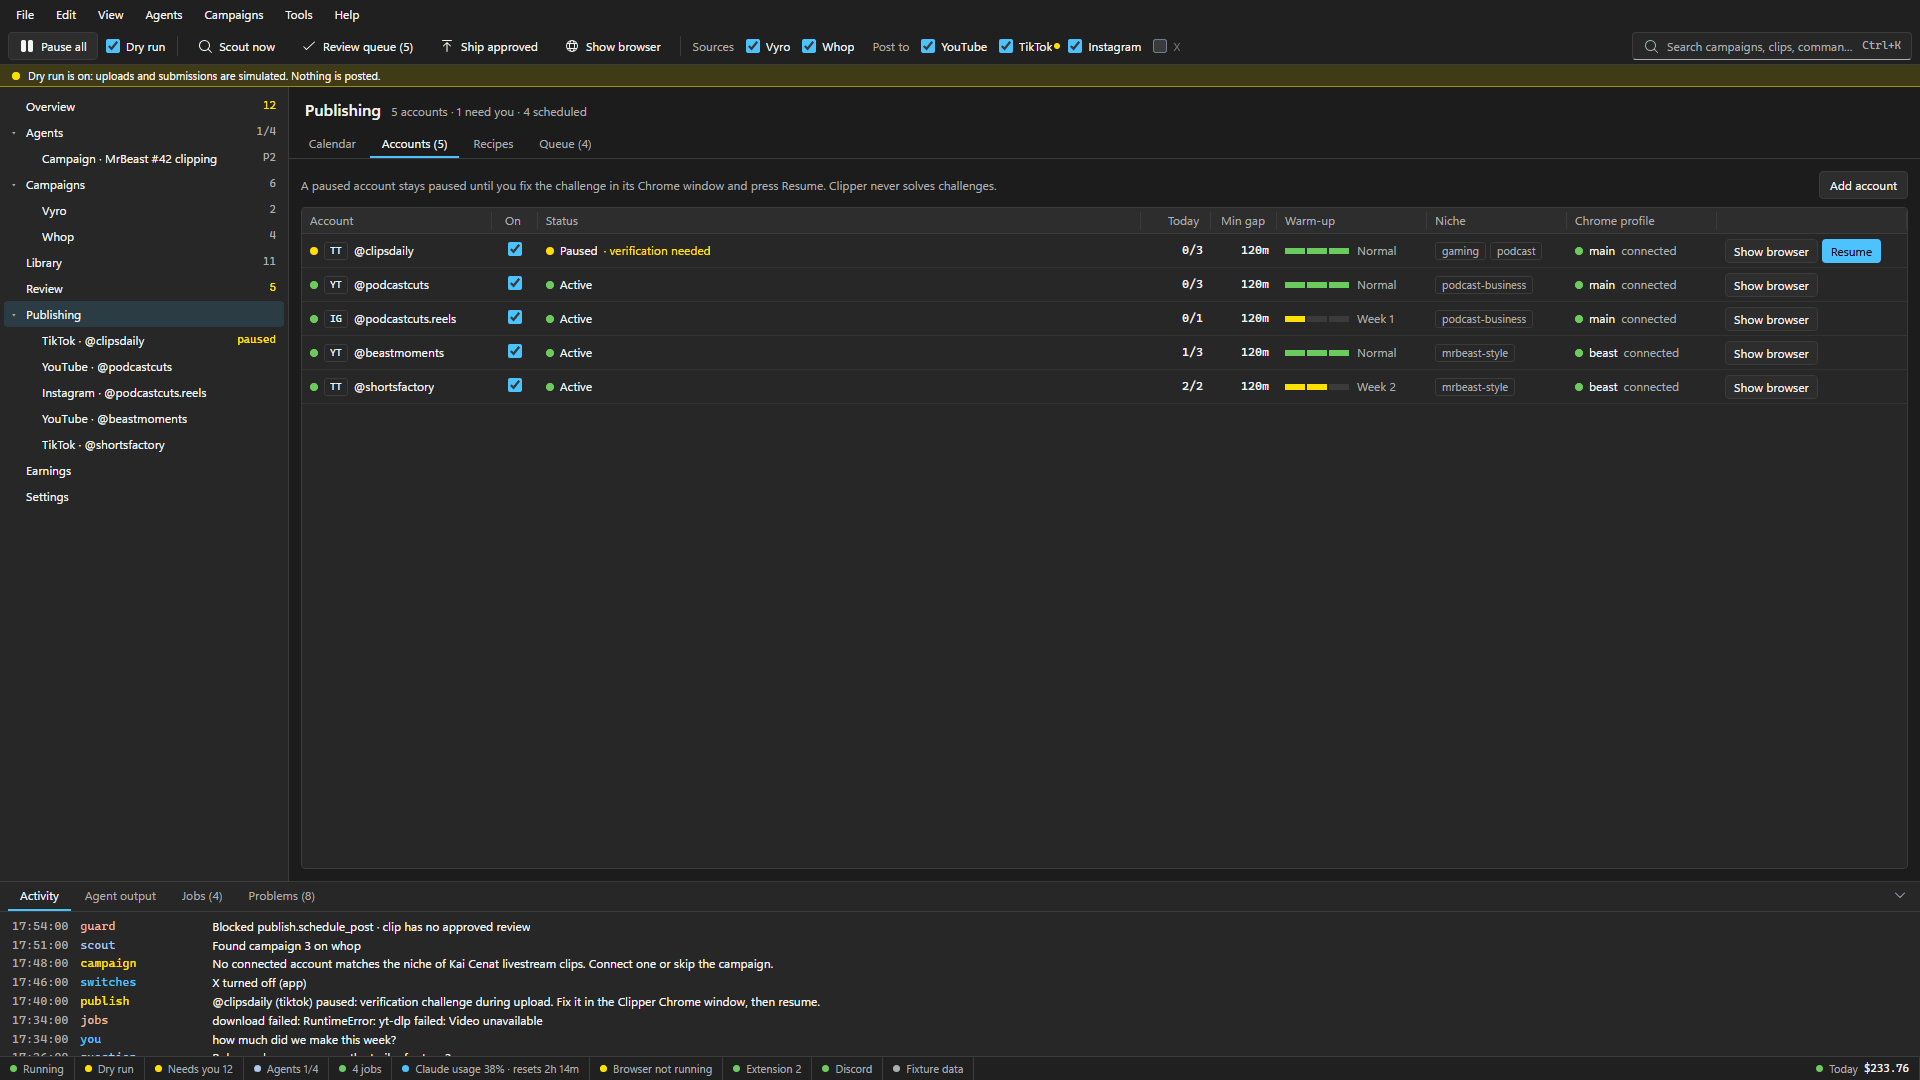 File Edit View Agents Campaigns Tools Help
Pause all Dry run Scout now Review queue (5) Ship approved Show browser Sources Vyro Whop Post to YouTube TikTok Instagram X Search campaigns, clips, comman... Ctrl+K
Dry run is on: uploads and submissions are simulated. Nothing is posted.
Overview 12
Agents 1/4
Campaign · MrBeast #42 clipping P2
Campaigns 6
Vyro 2
Whop 4
Library 11
Review 5
Publishing
TikTok · @clipsdaily paused
YouTube · @podcastcuts
Instagram · @podcastcuts.reels
YouTube · @beastmoments
TikTok · @shortsfactory
Earnings
Settings
Publishing 5 accounts · 1 need you · 4 scheduled
Calendar Accounts (5) Recipes Queue (4)
A paused account stays paused until you fix the challenge in its Chrome window and press Resume. Clipper never solves challenges. Add account
Account On Status Today Min gap Warm-up Niche Chrome profile
TT @clipsdaily Paused · verification needed 0/3 120m Normal gaming podcast main connected Show browser Resume
YT @podcastcuts Active 0/3 120m Normal podcast-business main connected Show browser
IG @podcastcuts.reels Active 0/1 120m Week 1 podcast-business main connected Show browser
YT @beastmoments Active 1/3 120m Normal mrbeast-style beast connected Show browser
TT @shortsfactory Active 2/2 120m Week 2 mrbeast-style beast connected Show browser
Activity Agent output Jobs (4) Problems (8)
17:54:00 guard Blocked publish.schedule_post · clip has no approved review
17:51:00 scout Found campaign 3 on whop
17:48:00 campaign No connected account matches the niche of Kai Cenat livestream clips. Connect one or skip the campaign.
17:46:00 switches X turned off (app)
17:40:00 publish @clipsdaily (tiktok) paused: verification challenge during upload. Fix it in the Clipper Chrome window, then resume.
17:34:00 jobs download failed: RuntimeError: yt-dlp failed: Video unavailable
17:34:00 you how much did we make this week?
Running Dry run Needs you 12 Agents 1/4 4 jobs Claude usage 38% · resets 2h 14m Browser not running Extension 2 Discord Fixture data Today $233.76